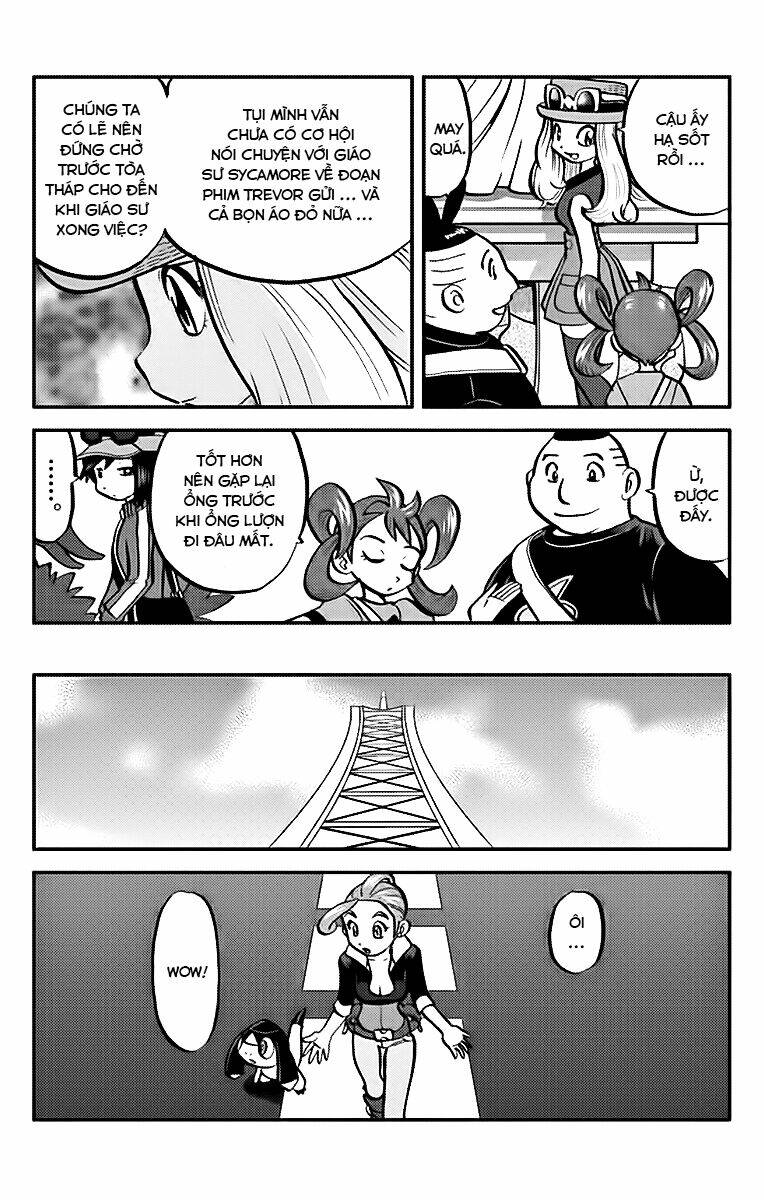 CẬU ẤY
HẠ SỐT
RỒI ...
MAY
QUÁ.
TỤI MÌNH VẪN
CHƯA CÓ CƠ HỘI
NÓI CHUYỆN VỚI GIÁO
SƯ SYCAMORE VỀ ĐOẠN
PHIM TREVOR GỬI ... VÀ
CẢ BỌN ÁO ĐỎ NỮA ...
CHÚNG TA
CÓ LẼ NÊN
ĐỨNG CHỜ
TRƯỚC TÒA
THÁP CHO ĐẾN
KHI GIÁO SƯ
XONG VIỆC?
Ừ,
ĐƯỢC
ĐẤY.
TỐT HƠN
NÊN GẶP LẠI
ỔNG TRƯỚC
KHI ỔNG LƯỢN
ĐI ĐÂU MẤT.
......
ÔI
...
WOW!